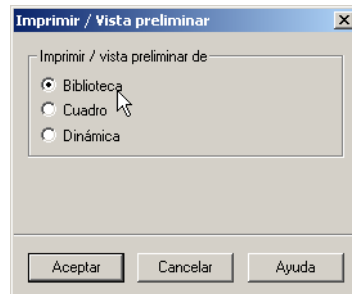 Imprimir / Vista preliminar
Imprimir / vista preliminar de
Biblioteca
Cuadro
Dinámica
Aceptar Cancelar Ayuda